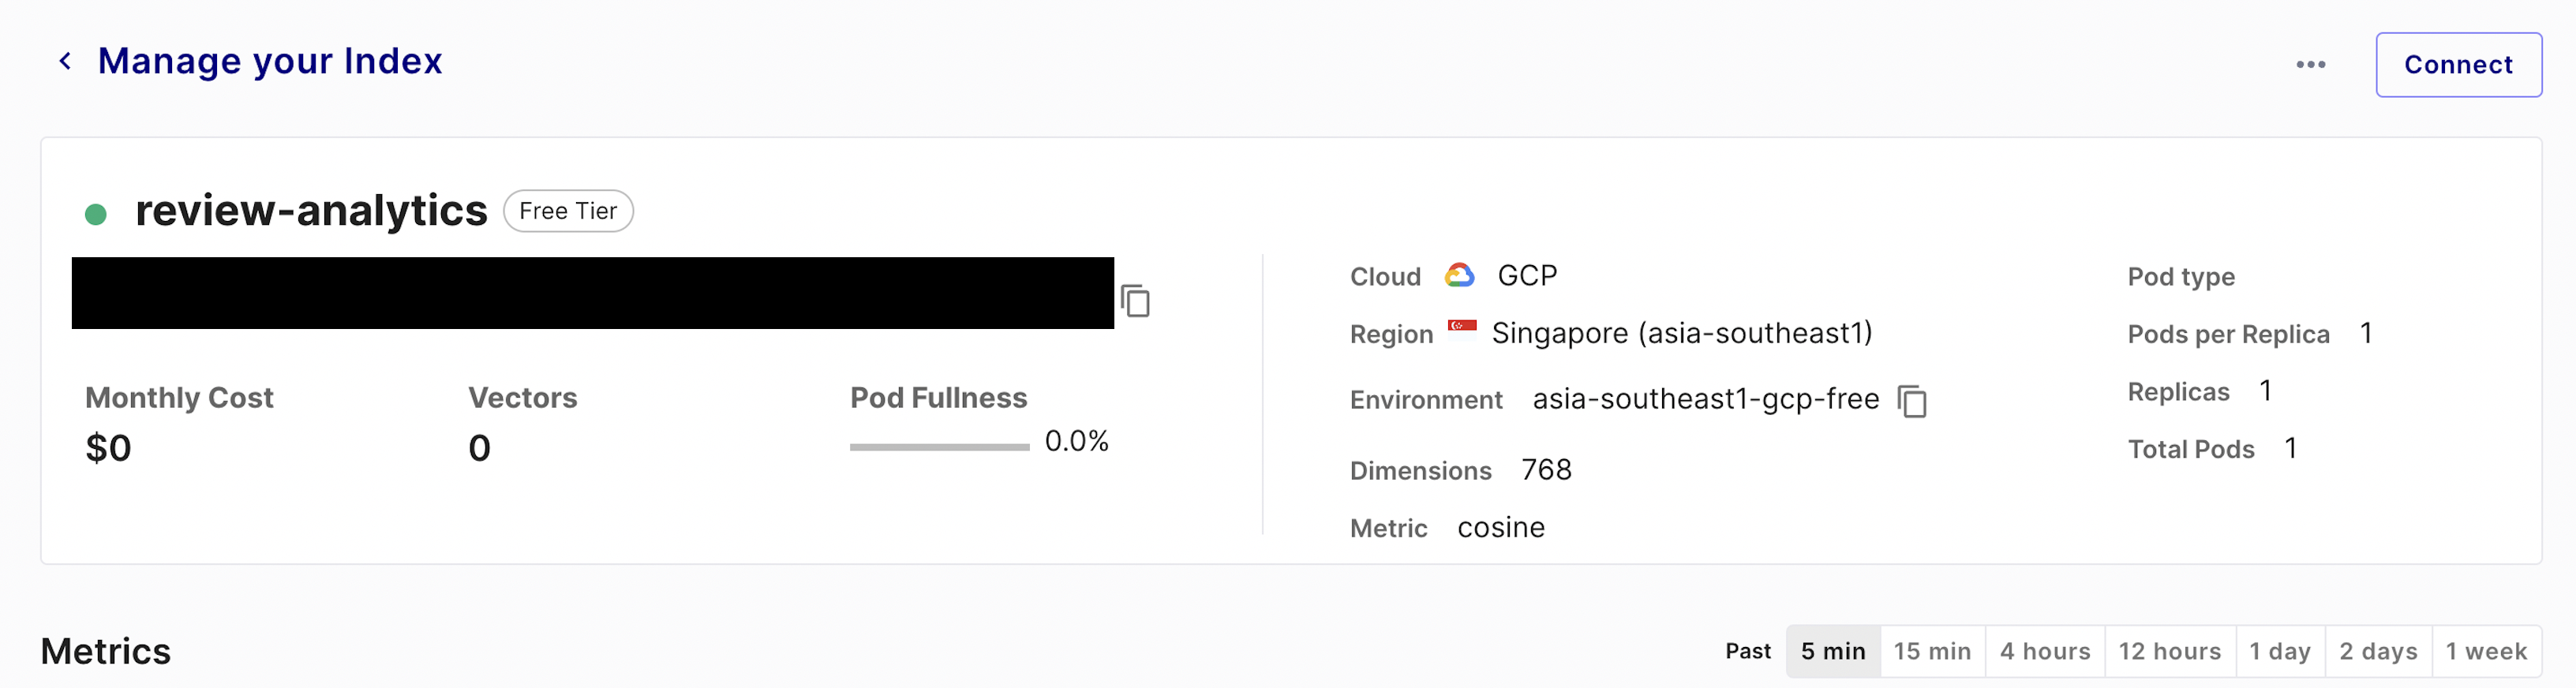 Manage your Index
Connect
review-analytics Free Tier
Monthly Cost
$0
Vectors
0
Pod Fullness
0.0%
Cloud GCP
Region Singapore (asia-southeast1)
Environment asia-southeast1-gcp-free
Dimensions 768
Metric cosine
Pod type
Pods per Replica 1
Replicas 1
Total Pods 1
Metrics
Past 5 min 15 min 4 hours 12 hours 1 day 2 days 1 week